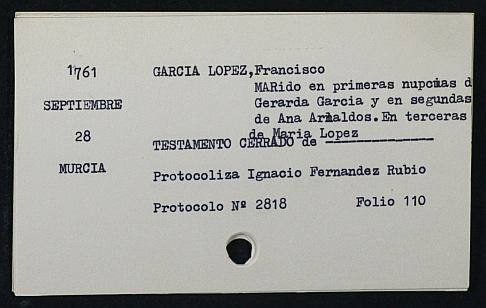 1761
GARCIA LOPEZ,Francisco
MARido en primeras nupcias d
SEPTIEMBRE
Gerarda Garcia y en segundas
de Ana Arnaldos.En terceras
28
de Maria Lopez
TESTAMENTO CERRADO de ---------------
MURCIA
Protocoliza Ignacio Fernandez Rubio
Protocolo Nº 2818 Folio 110